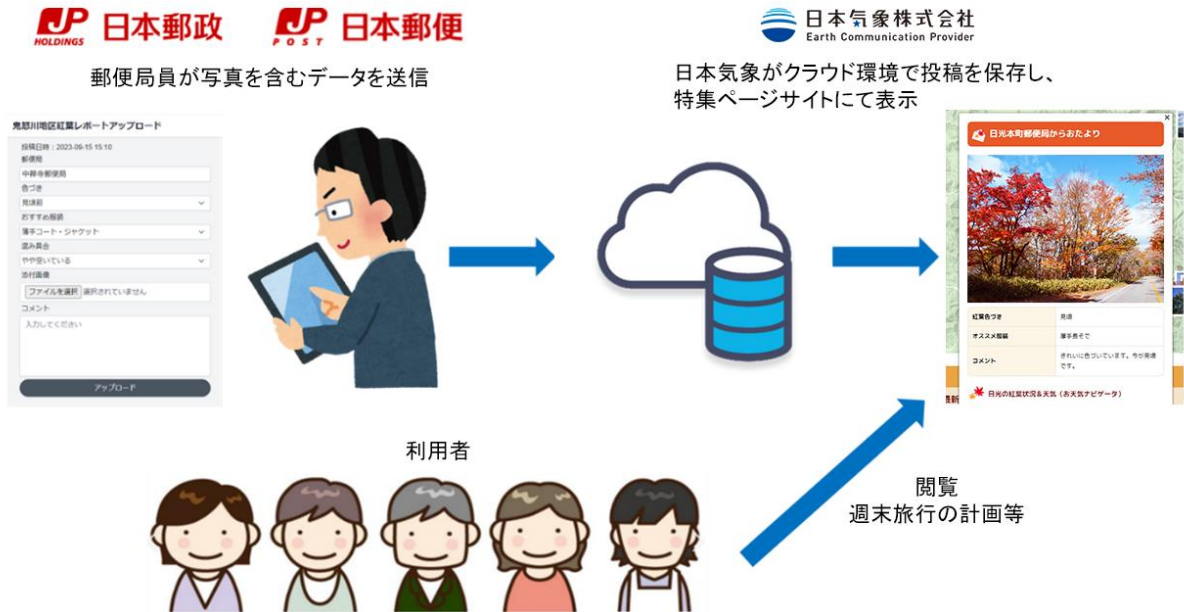 JP
HOLDINGS
日本郵政
JP
POST
日本郵便
日本気象株式会社
Earth Communication Provider
郵便局員が写真を含むデータを送信
日本気象がクラウド環境で投稿を保存し、
特集ページサイトにて表示
鬼怒川地区紅葉レポートアップロード
投稿日時：2023-09-15 15:10
郵便局
中禅寺郵便局
色づき
見頃前
おすすめ服装
薄手コート・ジャケット
混み具合
やや空いている
添付画像
ファイルを選択 選択されていません
コメント
入力してください
アップロード
×
日光本町郵便局からおたより
紅葉色づき 見頃
オススメ服装 厚手長そで
コメント きれいに色づいています。今が見頃
です。
最新
日光の紅葉状況&天気（お天気ナビゲータ）
利用者
閲覧
週末旅行の計画等